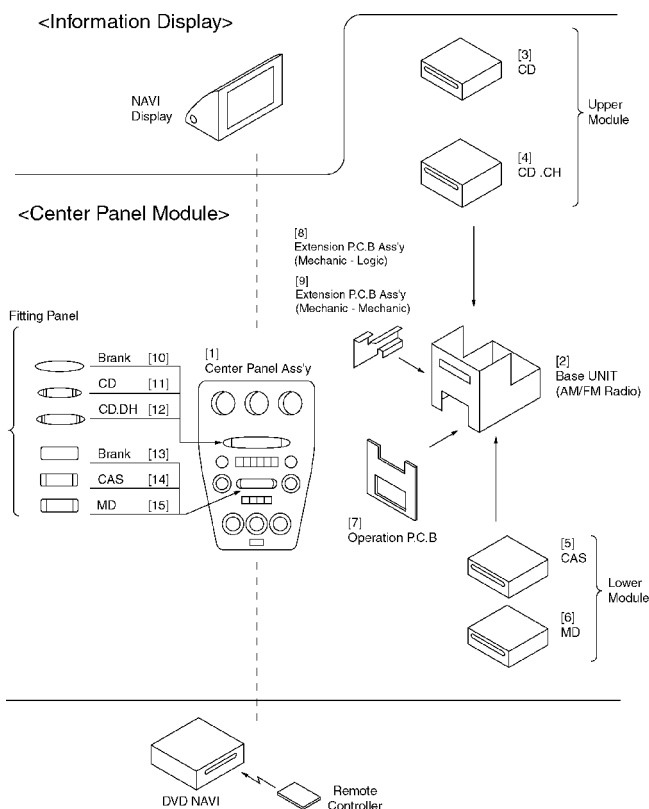 <Information Display>
NAVI
Display
[3]
CD
[4]
CD .CH
Upper
Module
<Center Panel Module>
[8]
Extension P.C.B Ass'y
(Mechanic - Logic)
[9]
Extension P.C.B Ass'y
(Mechanic - Mechanic)
Fitting Panel
Brank [10]
CD [11]
CD.DH [12]
Brank [13]
CAS [14]
MD [15]
[1]
Center Panel Ass'y
[2]
Base UNIT
(AM/FM Radio)
[7]
Operation P.C.B
[5]
CAS
[6]
MD
Lower
Module
DVD NAVI
Remote
Controller